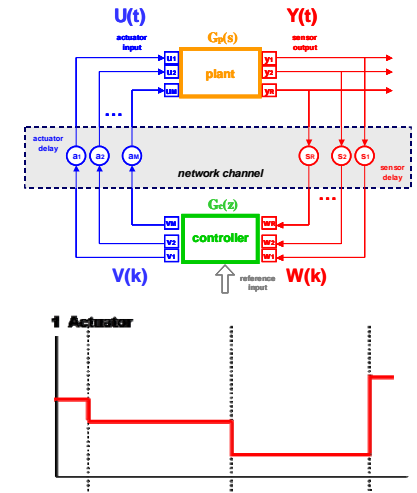 U(t) Y(t)
actuator input
Gp(s)
sensor output
u1 y1
u2 plant y2
uM yR
...
actuator delay
a1 a2 aM
sR s2 s1
network channel
sensor delay
...
Gc(z)
vM wR
v2 controller w2
v1 w1
V(k) W(k)
reference input
1 Actuator